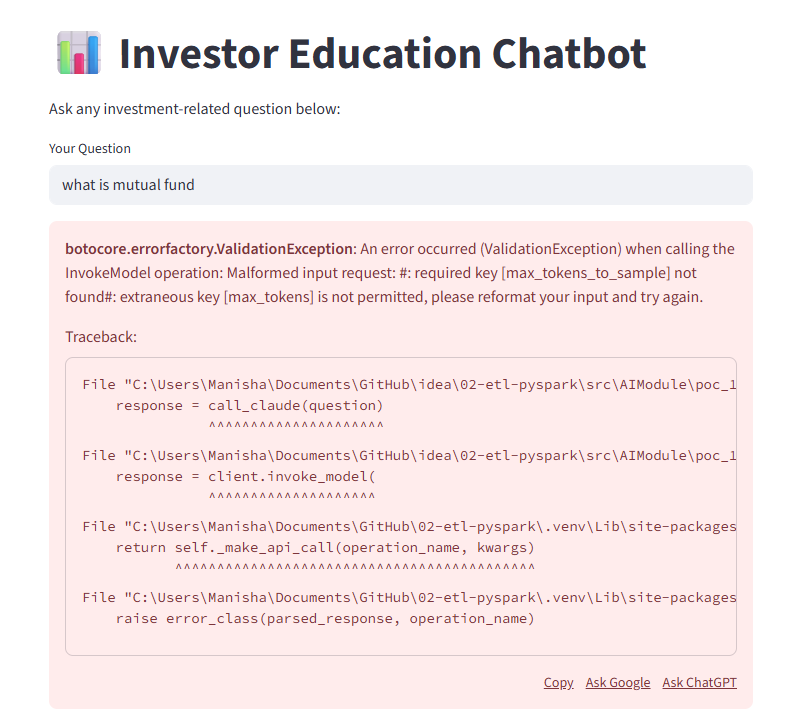 Investor Education Chatbot
Ask any investment-related question below:
Your Question
what is mutual fund
botocore.errorfactory.ValidationException: An error occurred (ValidationException) when calling the
InvokeModel operation: Malformed input request: #: required key [max_tokens_to_sample] not
found#: extraneous key [max_tokens] is not permitted, please reformat your input and try again.
Traceback:
File "C:\Users\Manisha\Documents\GitHub\idea\02-etl-pyspark\src\AIModule\poc_1
response = call_claude(question)
^^^^^^^^^^^^^^^^^^^^^
File "C:\Users\Manisha\Documents\GitHub\idea\02-etl-pyspark\src\AIModule\poc_1
response = client.invoke_model(
^^^^^^^^^^^^^^^^^^^^
File "C:\Users\Manisha\Documents\GitHub\02-etl-pyspark\.venv\Lib\site-packages
return self._make_api_call(operation_name, kwargs)
^^^^^^^^^^^^^^^^^^^^^^^^^^^^^^^^^^^^^^^^^^^
File "C:\Users\Manisha\Documents\GitHub\02-etl-pyspark\.venv\Lib\site-packages
raise error_class(parsed_response, operation_name)
Copy Ask Google Ask ChatGPT